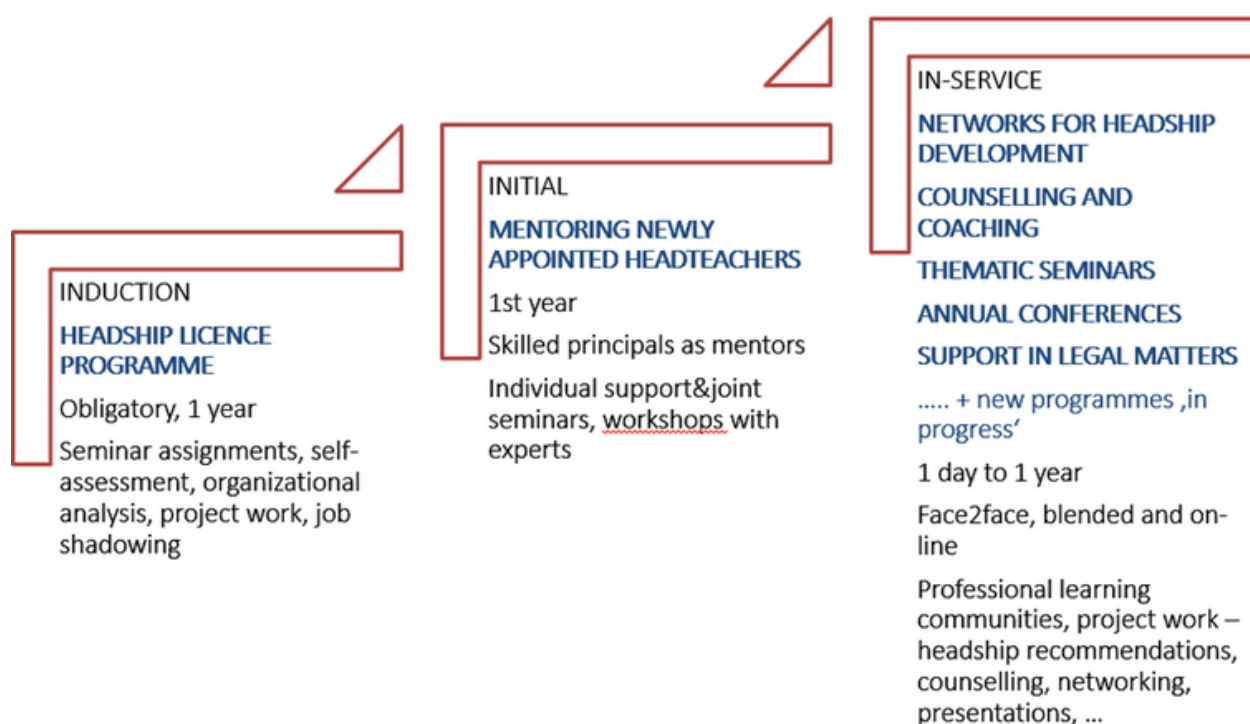 INDUCTION
HEADSHIP LICENCE
PROGRAMME
Obligatory, 1 year
Seminar assignments, self-
assessment, organizational
analysis, project work, job
shadowing
INITIAL
MENTORING NEWLY
APPOINTED HEADTEACHERS
1st year
Skilled principals as mentors
Individual support&joint
seminars, workshops with
experts
IN-SERVICE
NETWORKS FOR HEADSHIP
DEVELOPMENT
COUNSELLING AND
COACHING
THEMATIC SEMINARS
ANNUAL CONFERENCES
SUPPORT IN LEGAL MATTERS
..... + new programmes ‚in
progress‘
1 day to 1 year
Face2face, blended and on-
line
Professional learning
communities, project work –
headship recommendations,
counselling, networking,
presentations, ...